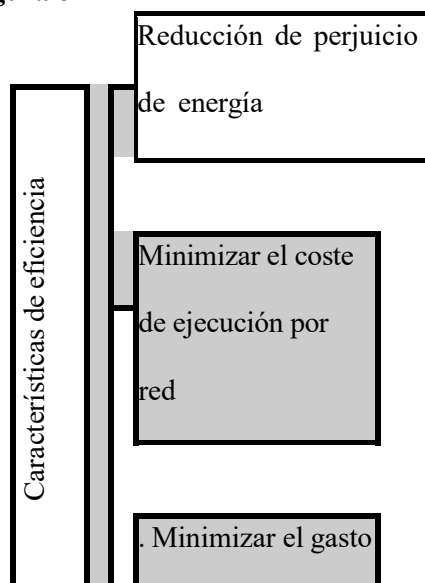 Reducción de perjuicio
de energía
Características de eficiencia
Minimizar el coste
de ejecución por
red
. Minimizar el gasto